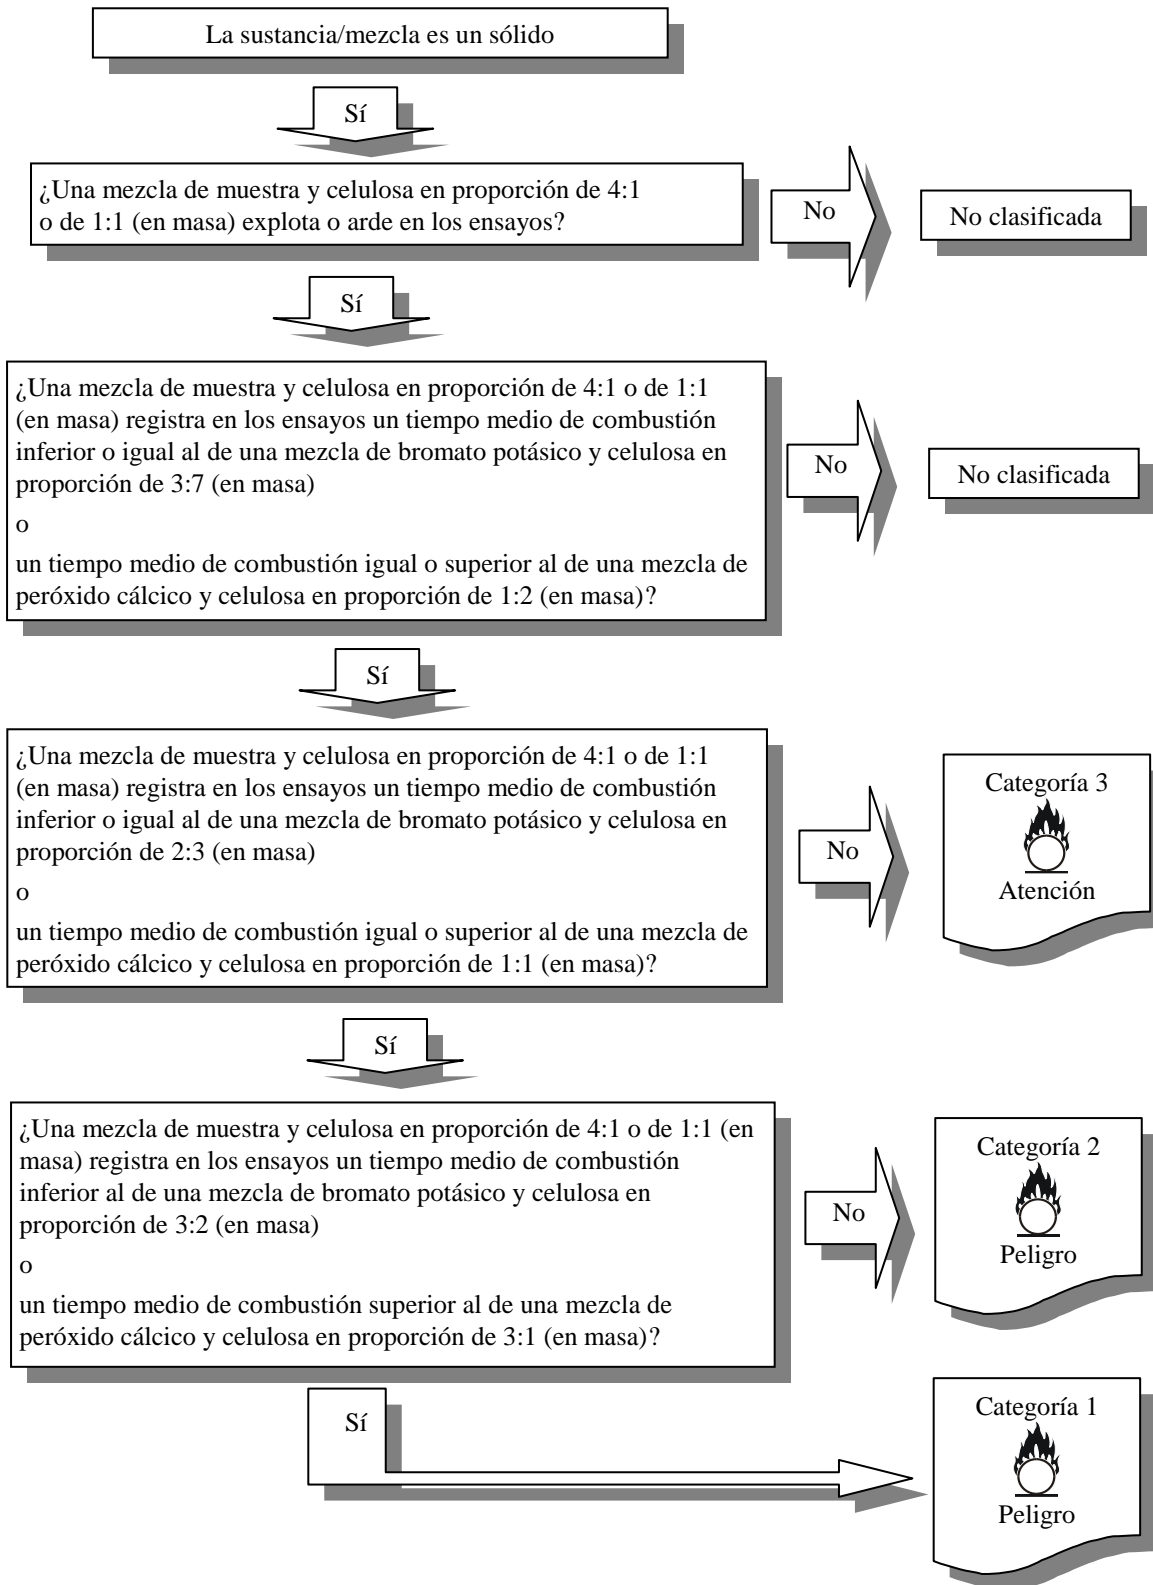 La sustancia/mezcla es un sólido
Sí
¿Una mezcla de muestra y celulosa en proporción de 4:1
o de 1:1 (en masa) explota o arde en los ensayos?
No
No clasificada
Sí
¿Una mezcla de muestra y celulosa en proporción de 4:1 o de 1:1
(en masa) registra en los ensayos un tiempo medio de combustión
inferior o igual al de una mezcla de bromato potásico y celulosa en
proporción de 3:7 (en masa)
o
un tiempo medio de combustión igual o superior al de una mezcla de
peróxido cálcico y celulosa en proporción de 1:2 (en masa)?
No
No clasificada
Sí
¿Una mezcla de muestra y celulosa en proporción de 4:1 o de 1:1
(en masa) registra en los ensayos un tiempo medio de combustión
inferior o igual al de una mezcla de bromato potásico y celulosa en
proporción de 2:3 (en masa)
o
un tiempo medio de combustión igual o superior al de una mezcla de
peróxido cálcico y celulosa en proporción de 1:1 (en masa)?
No
Categoría 3
Atención
Sí
¿Una mezcla de muestra y celulosa en proporción de 4:1 o de 1:1 (en
masa) registra en los ensayos un tiempo medio de combustión
inferior al de una mezcla de bromato potásico y celulosa en
proporción de 3:2 (en masa)
o
un tiempo medio de combustión superior al de una mezcla de
peróxido cálcico y celulosa en proporción de 3:1 (en masa)?
No
Categoría 2
Peligro
Sí
Categoría 1
Peligro